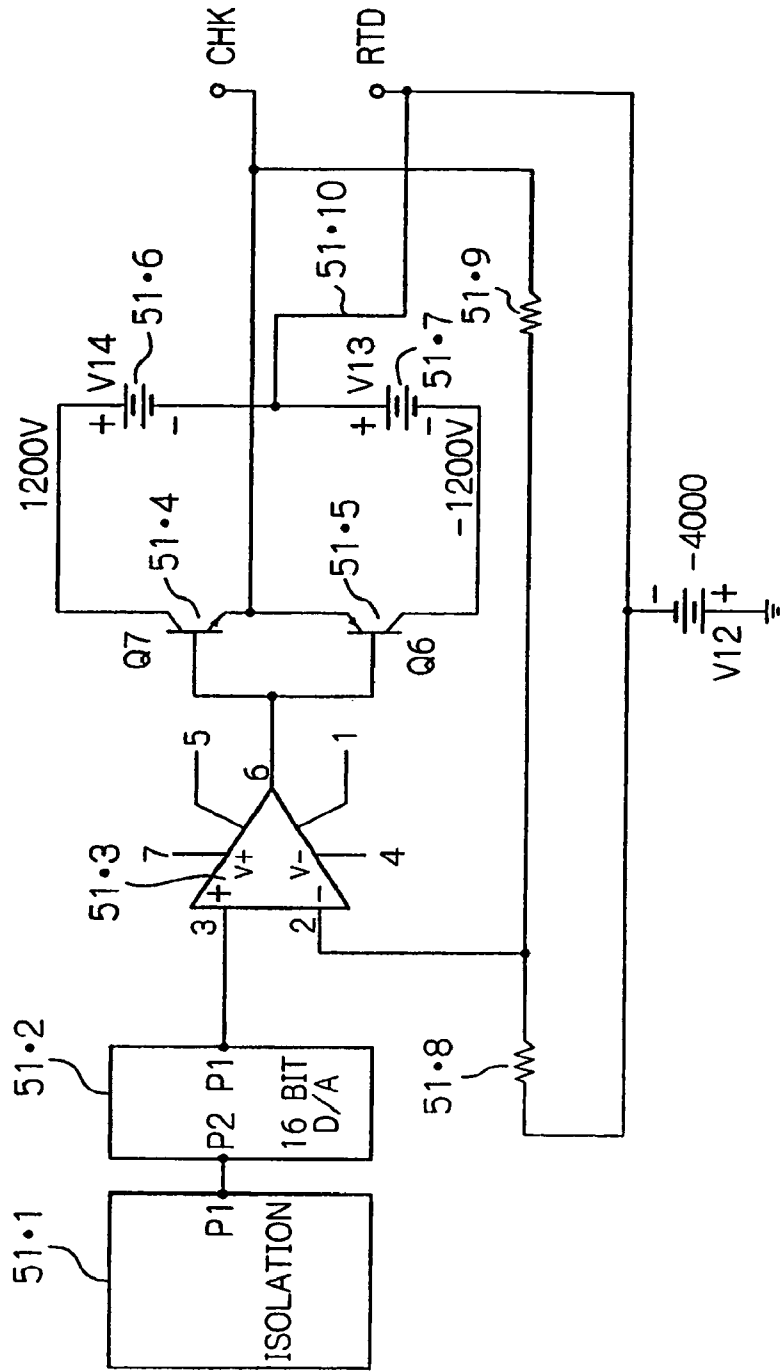 51•1
ISOLATION
P1
51•2
P2 P1
16 BIT
D/A
51•3
3
2
+
-
7
V+
V-
4
5
6
1
Q7
51•4
51•5
Q6
1200V
-1200V
V14
+
-
51•6
V13
+
-
51•7
51•10
CHK
RTD
51•8
51•9
-
-4000
V12
+